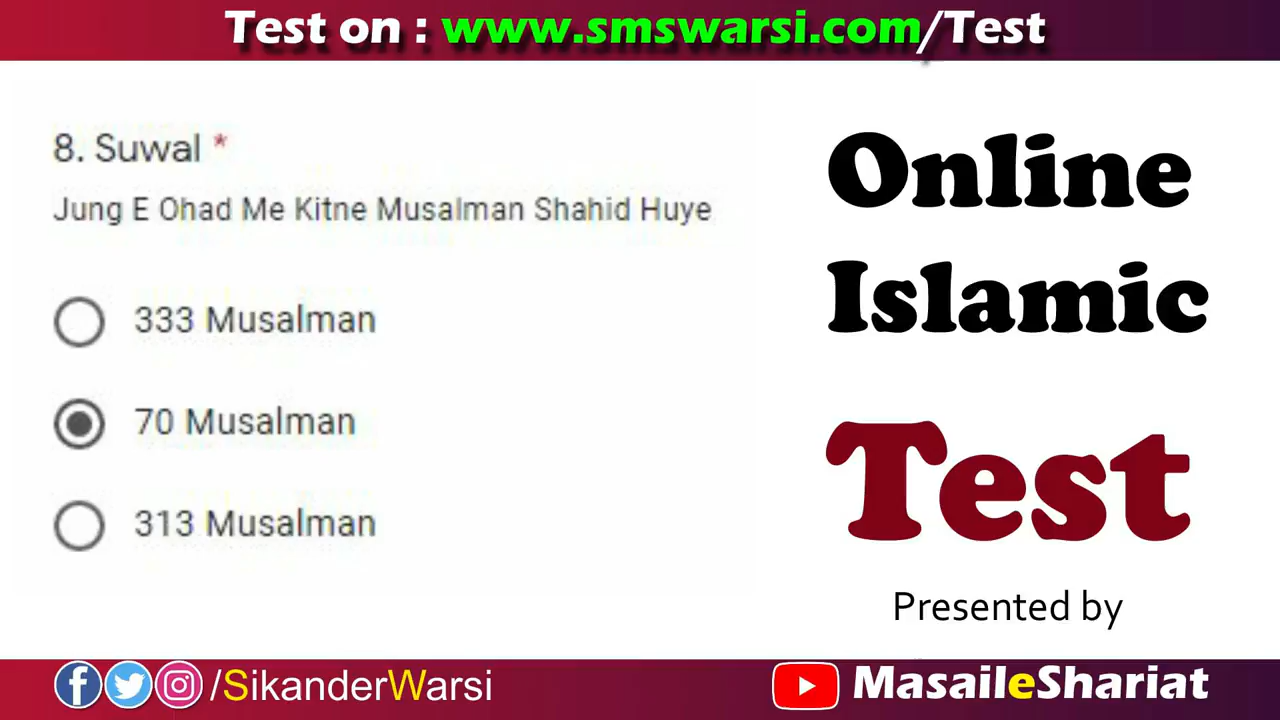 Test on : www.smswarsi.com/Test
8. Suwal *
Jung E Ohad Me Kitne Musalman Shahid Huye
333 Musalman
70 Musalman
313 Musalman
Online
Islamic
Test
Presented by
/SikanderWarsi
MasaileShariat